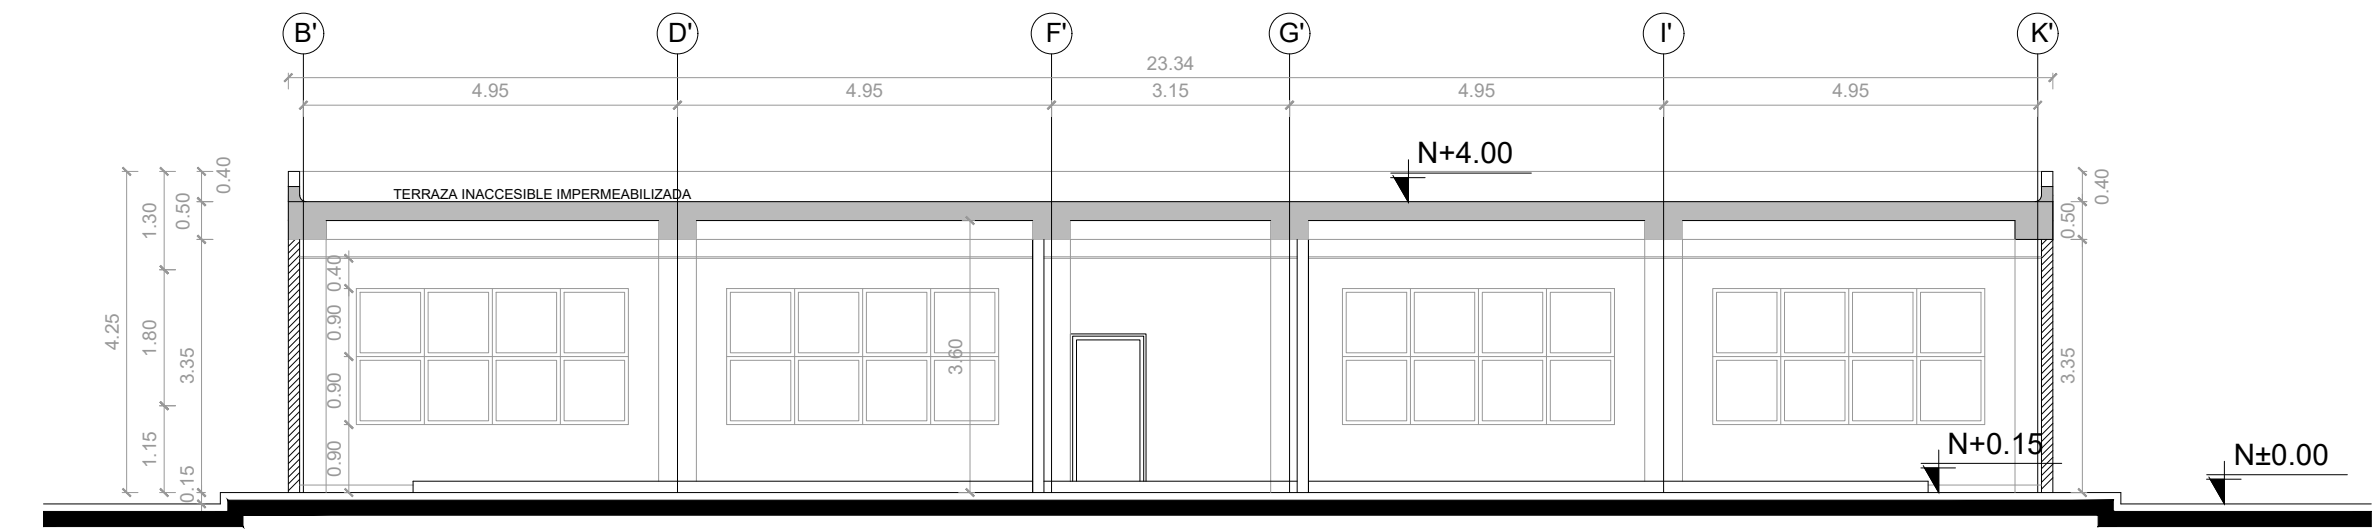 B' D' F' G' I' K'
23.34
4.95 4.95 3.15 4.95 4.95
N+4.00
TERRAZA INACCESIBLE IMPERMEABILIZADA
4.25
1.30
1.80
1.15
0.40
0.50
3.35
0.15
0.40
0.90
0.90
0.90
3.60
0.40
0.50
3.35
N+0.15
N±0.00